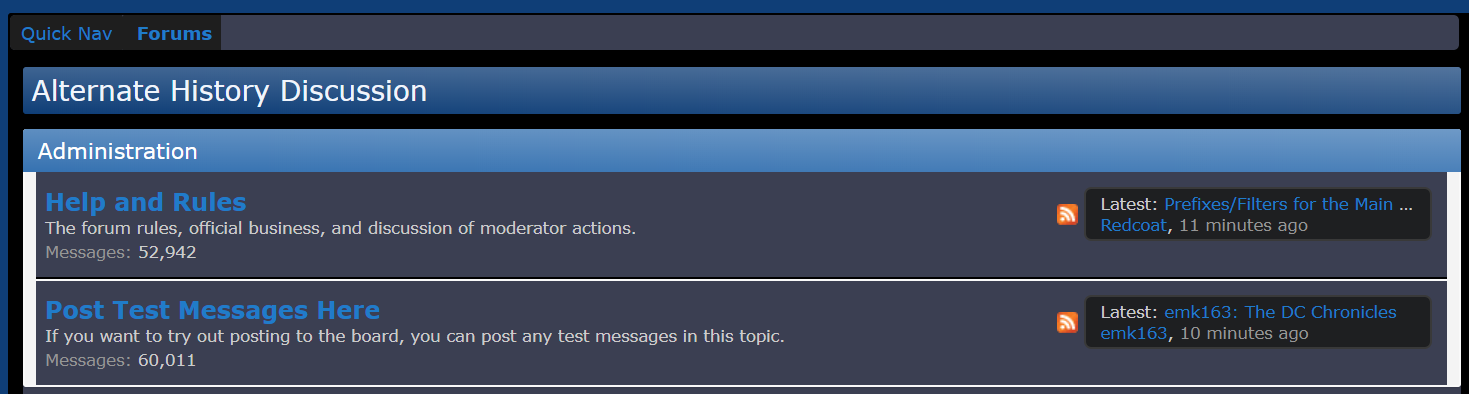 Quick Nav Forums
Alternate History Discussion
Administration
Help and Rules
The forum rules, official business, and discussion of moderator actions.
Messages: 52,942
Latest: Prefixes/Filters for the Main ...
Redcoat, 11 minutes ago
Post Test Messages Here
If you want to try out posting to the board, you can post any test messages in this topic.
Messages: 60,011
Latest: emk163: The DC Chronicles
emk163, 10 minutes ago